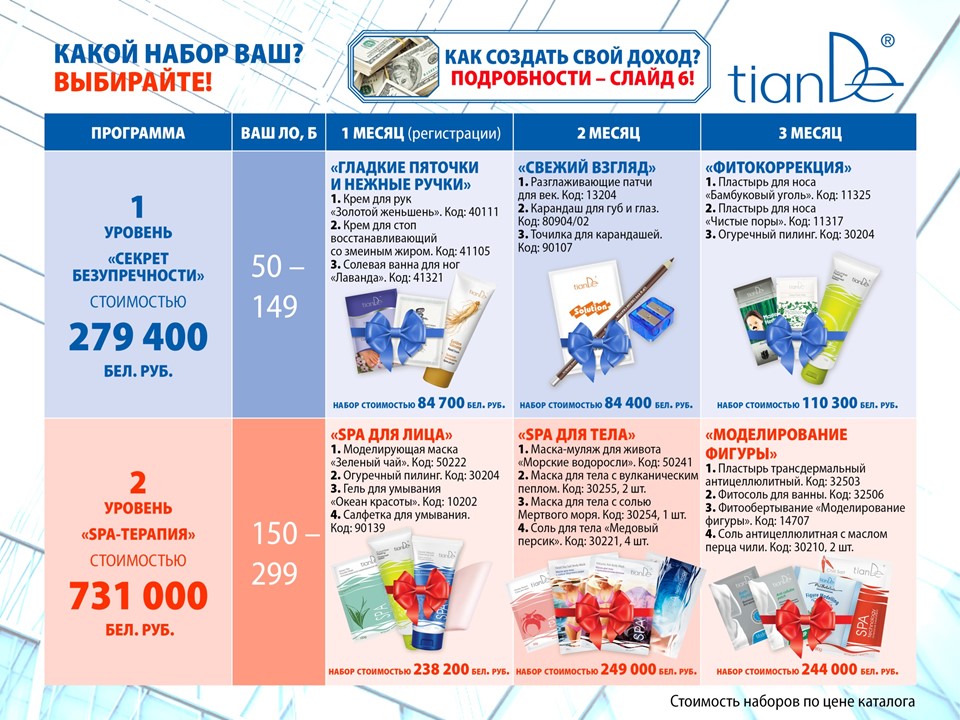 КАКОЙ НАБОР ВАШ?
ВЫБИРАЙТЕ!
КАК СОЗДАТЬ СВОЙ ДОХОД?
ПОДРОБНОСТИ – СЛАЙД 6!
tianDe®
ПРОГРАММА
ВАШ ЛО, Б
1 МЕСЯЦ (регистрации)
2 МЕСЯЦ
3 МЕСЯЦ
1
УРОВЕНЬ
«СЕКРЕТ
БЕЗУПРЕЧНОСТИ»
СТОИМОСТЬЮ
279 400
БЕЛ. РУБ.
50 –
149
«ГЛАДКИЕ ПЯТОЧКИ
И НЕЖНЫЕ РУЧКИ»
1. Крем для рук
«Золотой женьшень». Код: 40111
2. Крем для стоп
восстанавливающий
со змеиным жиром. Код: 41105
3. Солевая ванна для ног
«Лаванда». Код: 41321
tianDe
НАБОР СТОИМОСТЬЮ 84 700 БЕЛ. РУБ.
«СВЕЖИЙ ВЗГЛЯД»
1. Разглаживающие патчи
для век. Код: 13204
2. Карандаш для губ и глаз.
Код: 80904/02
3. Точилка для карандашей.
Код: 90107
tianDe
Solution
НАБОР СТОИМОСТЬЮ 84 400 БЕЛ. РУБ.
«ФИТОКОРРЕКЦИЯ»
1. Пластырь для носа
«Бамбуковый уголь». Код: 11325
2. Пластырь для носа
«Чистые поры». Код: 11317
3. Огуречный пилинг. Код: 30204
НАБОР СТОИМОСТЬЮ 110 300 БЕЛ. РУБ.
2
УРОВЕНЬ
«SPA-ТЕРАПИЯ»
СТОИМОСТЬЮ
731 000
БЕЛ. РУБ.
150 –
299
«SPA ДЛЯ ЛИЦА»
1. Моделирующая маска
«Зеленый чай». Код: 50222
2. Огуречный пилинг. Код: 30204
3. Гель для умывания
«Океан красоты». Код: 10202
4. Салфетка для умывания.
Код: 90139
SPA
SPA
НАБОР СТОИМОСТЬЮ 238 200 БЕЛ. РУБ.
«SPA ДЛЯ ТЕЛА»
1. Маска-муляж для живота
«Морские водоросли». Код: 50241
2. Маска для тела с вулканическим
пеплом. Код: 30255, 2 шт.
3. Маска для тела с солью
Мертвого моря. Код: 30254, 1 шт.
4. Соль для тела «Медовый
персик». Код: 30221, 4 шт.
SPA
НАБОР СТОИМОСТЬЮ 249 000 БЕЛ. РУБ.
«МОДЕЛИРОВАНИЕ
ФИГУРЫ»
1. Пластырь трансдермальный
антицеллюлитный. Код: 32503
2. Фитосоль для ванны. Код: 32506
3. Фитообертывание «Моделирование
фигуры». Код: 14707
4. Соль антицеллюлитная с маслом
перца чили. Код: 30210, 2 шт.
tianDe
SPA
technology
НАБОР СТОИМОСТЬЮ 244 000 БЕЛ. РУБ.
Стоимость наборов по цене каталога